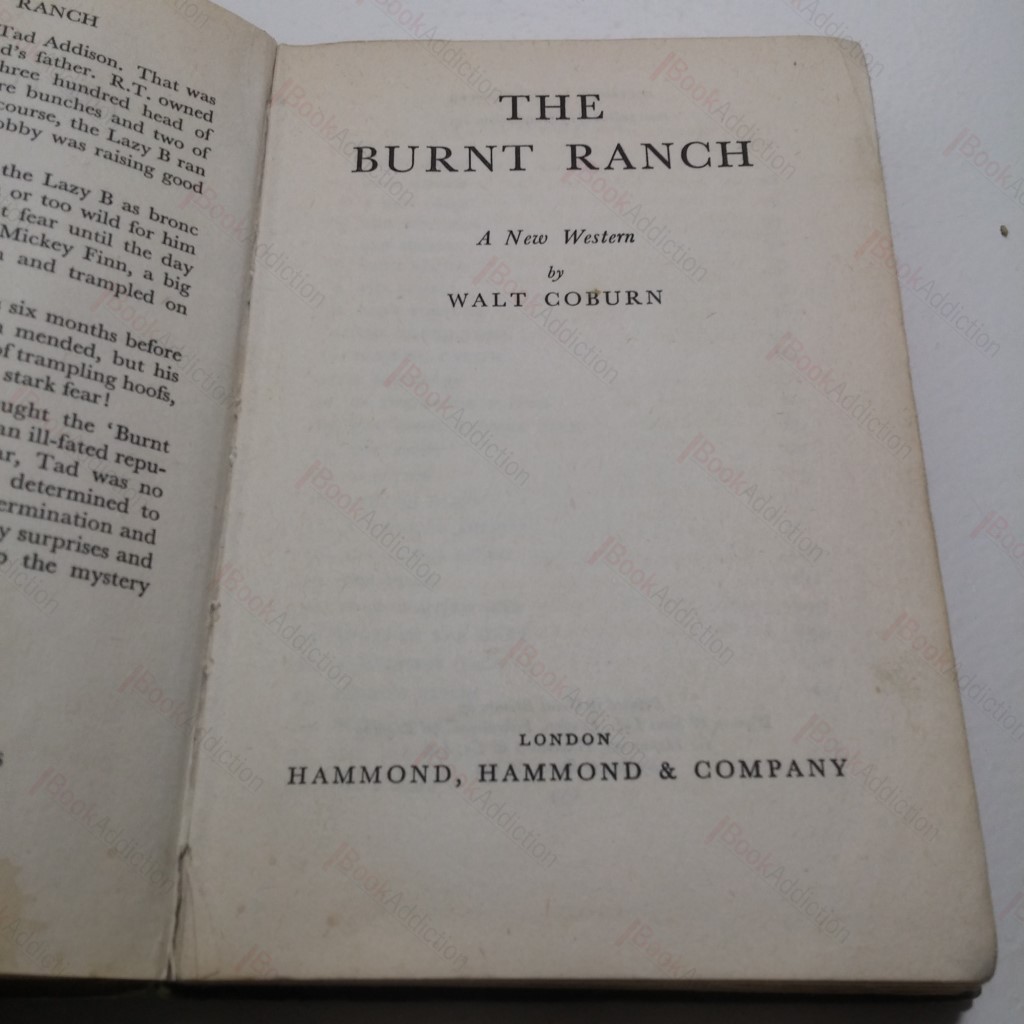 RANCH
Tad Addison. That was
d's father. R.T. owned
hree hundred head of
re bunches and two of
course, the Lazy B ran
obby was raising good
the Lazy B as bronc
or too wild for him
t fear until the day
Mickey Finn, a big
and trampled on
six months before
mended, but his
of trampling hoofs,
stark fear!
ught the 'Burnt
an ill-fated repu-
ar, Tad was no
determined to
ermination and
y surprises and
the mystery
THE
BURNT RANCH
A New Western
by
WALT COBURN
LONDON
HAMMOND, HAMMOND & COMPANY
BookAddiction